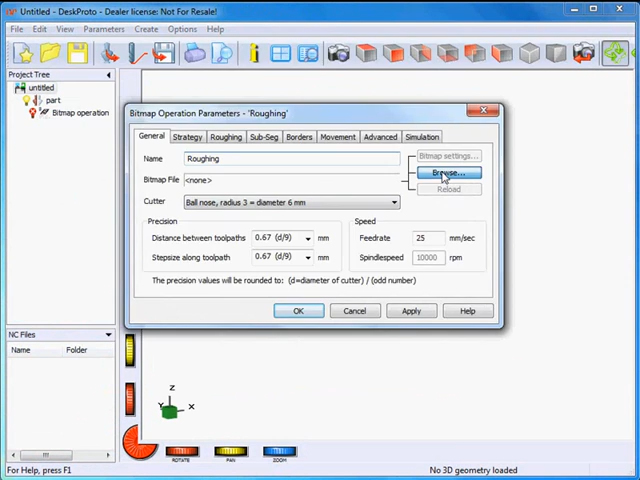 Untitled - DeskProto - Dealer license: Not For Resale!
File Edit View Parameters Create Options Help
Project Tree
untitled
part
Bitmap operation
Bitmap Operation Parameters - 'Roughing'
General Strategy Roughing Sub-Seg Borders Movement Advanced Simulation
Name Roughing Bitmap settings...
Bitmap File <none> Browse...
Reload
Cutter Ball nose, radius 3 = diameter 6 mm
Precision Speed
Distance between toolpaths 0.67 (d/9) mm Feedrate 25 mm/sec
Stepsize along toolpath 0.67 (d/9) mm Spindlespeed 10000 rpm
The precision values will be rounded to: (d=diameter of cutter) / (odd number)
OK Cancel Apply Help
NC Files
Name Folder
Z
Y X
ROTATE PAN ZOOM
For Help, press F1 No 3D geometry loaded